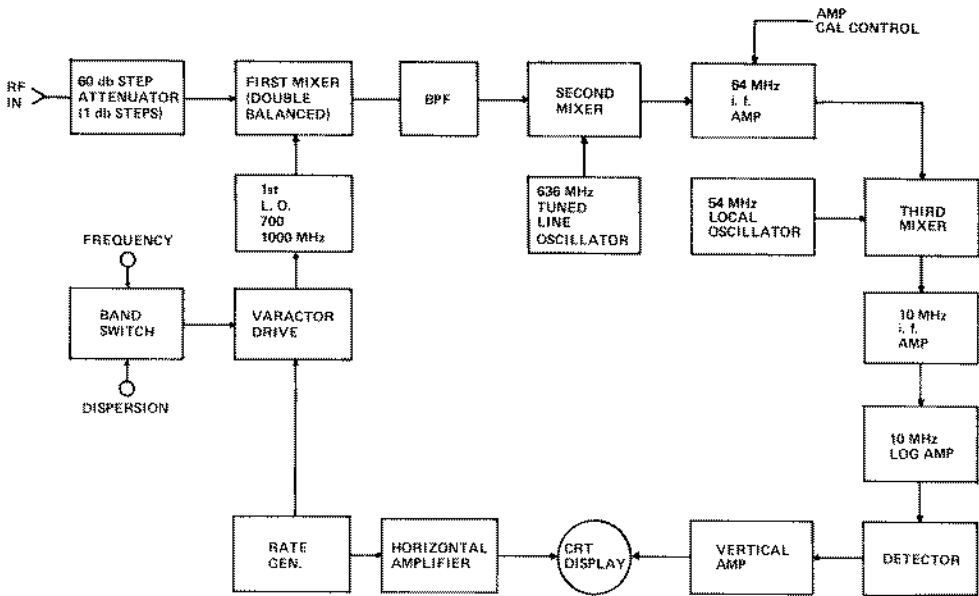 AMP
CAL CONTROL
RF
IN
60 db STEP
ATTENUATOR
(1 db STEPS)
FIRST MIXER
(DOUBLE
BALANCED)
BPF
SECOND
MIXER
64 MHz
i. f.
AMP
1st
L. O.
700
1000 MHz
636 MHz
TUNED
LINE
OSCILLATOR
54 MHz
LOCAL
OSCILLATOR
THIRD
MIXER
FREQUENCY
BAND
SWITCH
DISPERSION
VARACTOR
DRIVE
10 MHz
i. f.
AMP
10 MHz
LOG AMP
RATE
GEN.
HORIZONTAL
AMPLIFIER
CRT
DISPLAY
VERTICAL
AMP
DETECTOR